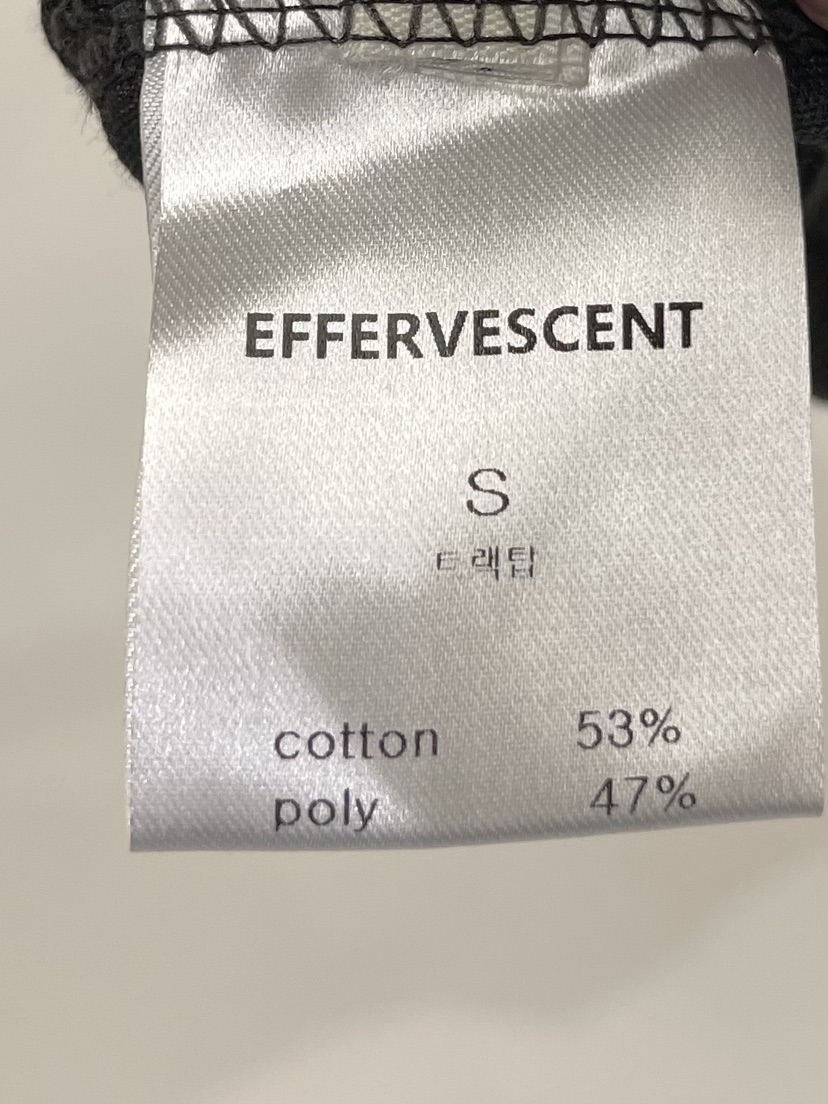 EFFERVESCENT
S
트랙탑
cotton 53%
poly 47%